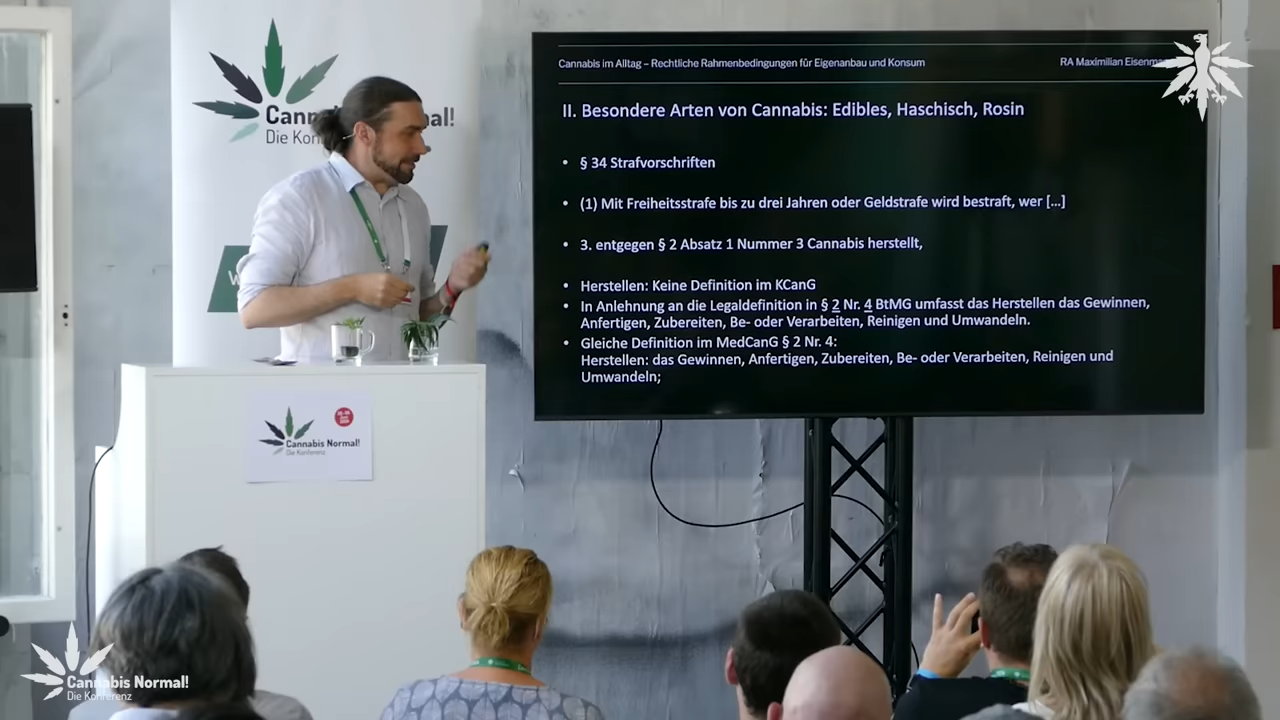 Cannabis im Alltag – Rechtliche Rahmenbedingungen für Eigenanbau und Konsum
RA Maximilian
II. Besondere Arten von Cannabis: Edibles, Haschisch, Rosin
• § 34 Strafvorschriften
• (1) Mit Freiheitsstrafe bis zu drei Jahren oder Geldstrafe wird bestraft, wer [...]
• 3. entgegen § 2 Absatz 1 Nummer 3 Cannabis herstellt,
• Herstellen: Keine Definition im KCanG
• In Anlehnung an die Legaldefinition in § 2 Nr. 4 BtMG umfasst das Herstellen das Gewinnen,
Anfertigen, Zubereiten, Be- oder Verarbeiten, Reinigen und Umwandeln.
• Gleiche Definition im MedCanG § 2 Nr. 4:
Herstellen: das Gewinnen, Anfertigen, Zubereiten, Be- oder Verarbeiten, Reinigen und
Umwandeln;
Cannabis Normal!
Die Konferenz
Cannabis Normal!
Die Konferenz